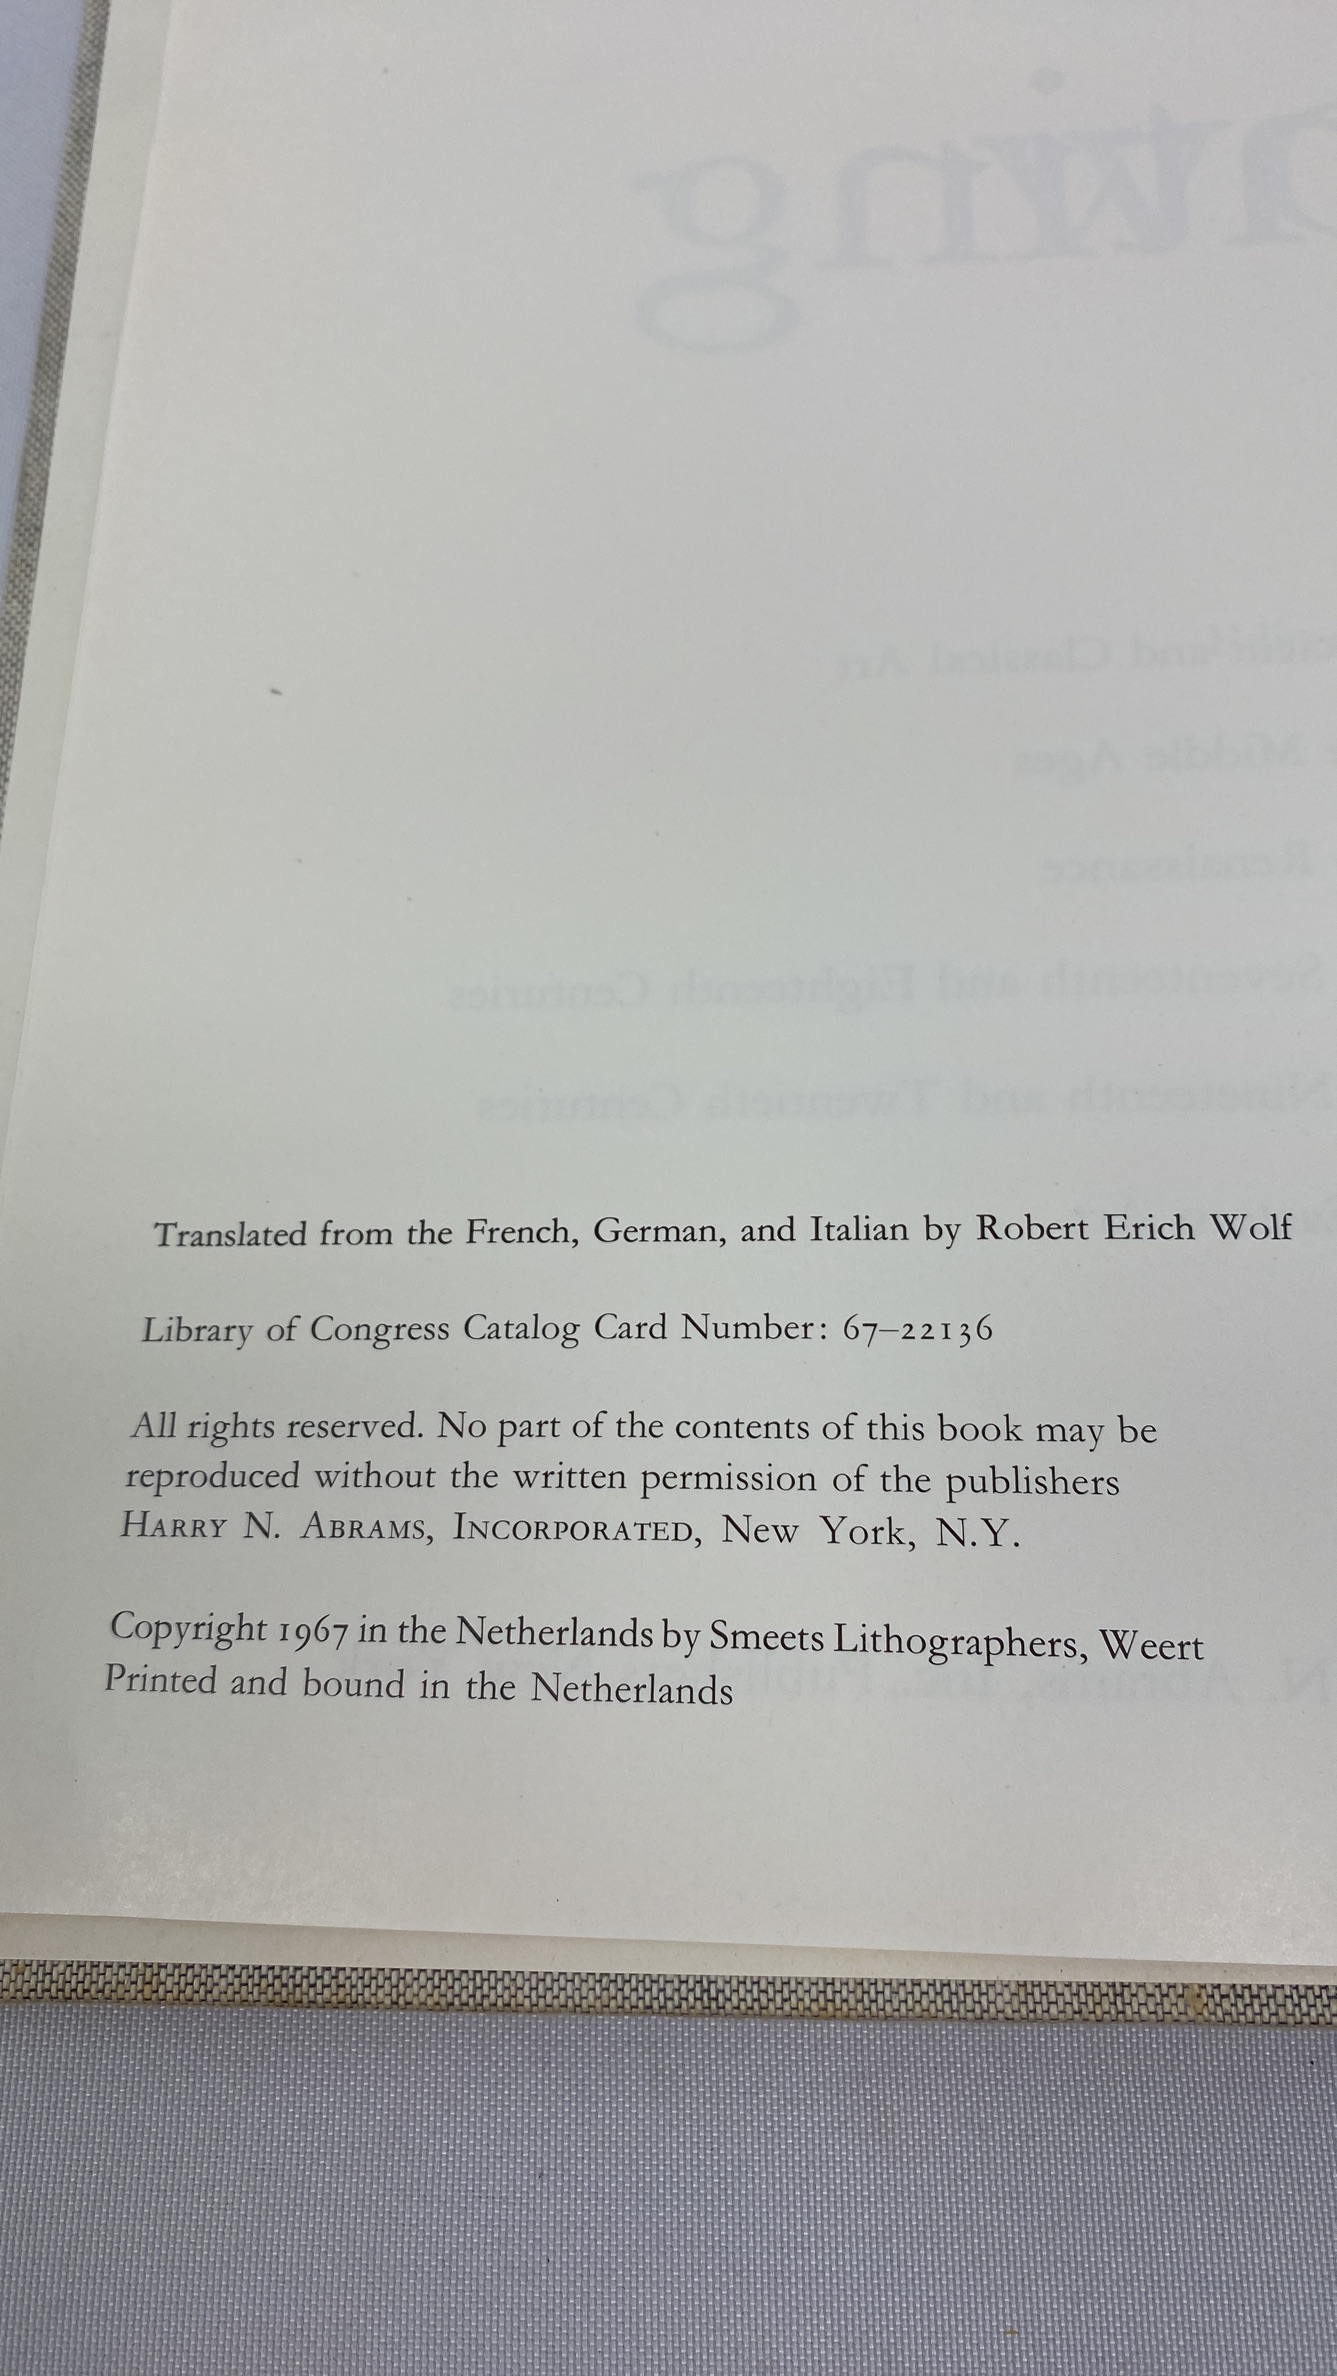 Translated from the French, German, and Italian by Robert Erich Wolf
Library of Congress Catalog Card Number: 67–22136
All rights reserved. No part of the contents of this book may be
reproduced without the written permission of the publishers
HARRY N. ABRAMS, INCORPORATED, New York, N.Y.
Copyright 1967 in the Netherlands by Smeets Lithographers, Weert
Printed and bound in the Netherlands